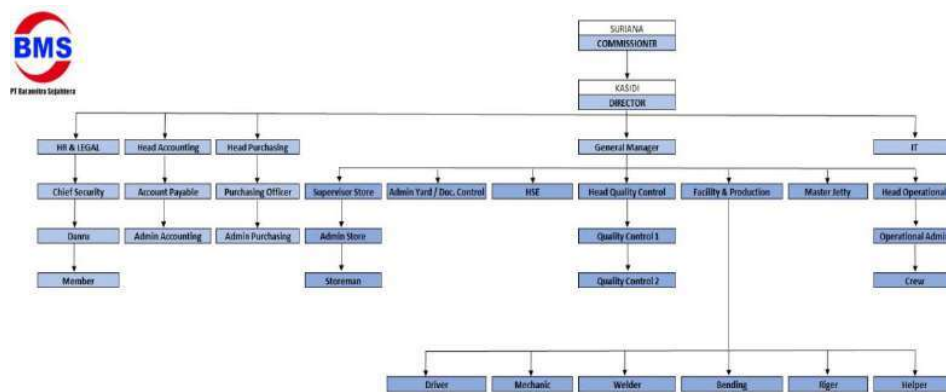 SURIANA
COMMISSIONER
BMS
PT Baramitra Sejahtera
KASIDI
DIRECTOR
HR & LEGAL
Head Accounting
Head Purchasing
General Manager
IT
Chief Security
Account Payable
Purchasing Officer
Supervisor Store
Admin Yard / Doc. Control
HSE
Head Quality Control
Facility & Production
Master Jetty
Head Operational
Danru
Admin Accounting
Admin Purchasing
Admin Store
Quality Control 1
Operational Admin
Member
Storeman
Quality Control 2
Crew
Driver
Mechanic
Welder
Bending
Riger
Helper